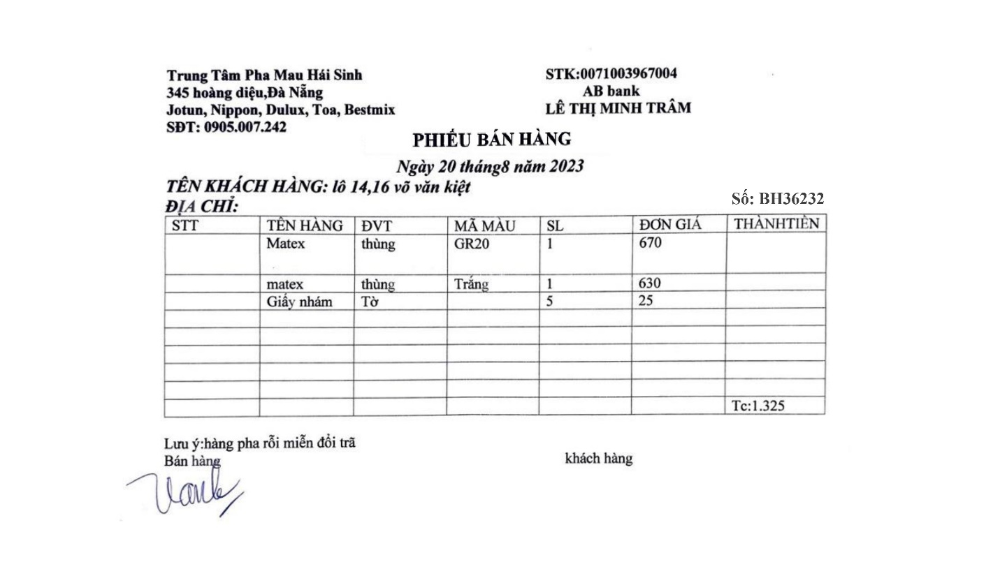 Trung Tâm Pha Mau Hái Sinh
345 hoàng diệu,Đà Nẵng
Jotun, Nippon, Dulux, Toa, Bestmix
SĐT: 0905.007.242
STK:0071003967004
AB bank
LÊ THỊ MINH TRÂM
PHIẾU BÁN HÀNG
Ngày 20 tháng8 năm 2023
TÊN KHÁCH HÀNG: lô 14,16 võ văn kiệt
ĐỊA CHỈ:
Số: BH36232
STT TÊN HÀNG ĐVT MÃ MÀU SL ĐƠN GIÁ THÀNHTIỀN
Matex thùng GR20 1 670
matex thùng Trắng 1 630
Giấy nhám Tờ 5 25
Tc:1.325
Lưu ý:hàng pha rỗi miễn đổi trã
Bán hàng
khách hàng